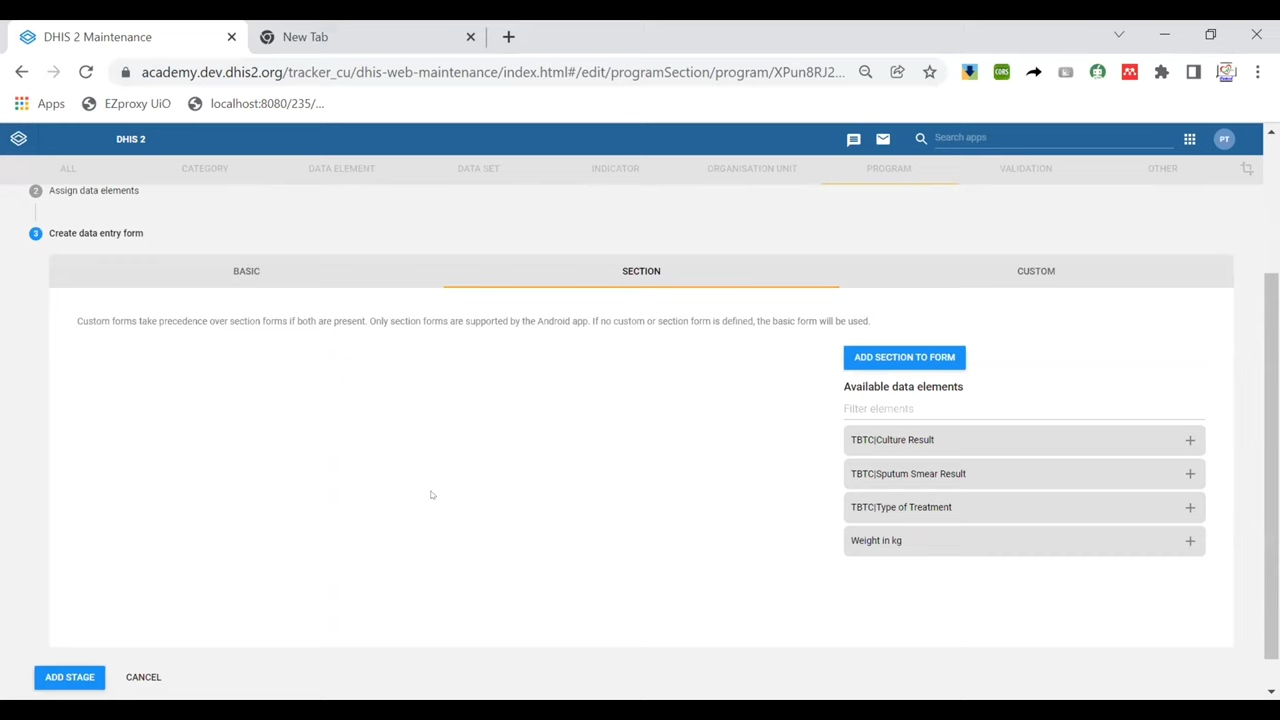 DHIS 2 Maintenance
New Tab
academy.dev.dhis2.org/tracker_cu/dhis-web-maintenance/index.html#/edit/programSection/program/XPun8RJ2...
CORS
Apps
EZproxy UiO
localhost:8080/235/...
DHIS 2
Search apps
PT
ALL
CATEGORY
DATA ELEMENT
DATA SET
INDICATOR
ORGANISATION UNIT
PROGRAM
VALIDATION
OTHER
2 Assign data elements
3 Create data entry form
BASIC
SECTION
CUSTOM
Custom forms take precedence over section forms if both are present. Only section forms are supported by the Android app. If no custom or section form is defined, the basic form will be used.
ADD SECTION TO FORM
Available data elements
Filter elements
TBTC|Culture Result
TBTC|Sputum Smear Result
TBTC|Type of Treatment
Weight in kg
ADD STAGE
CANCEL